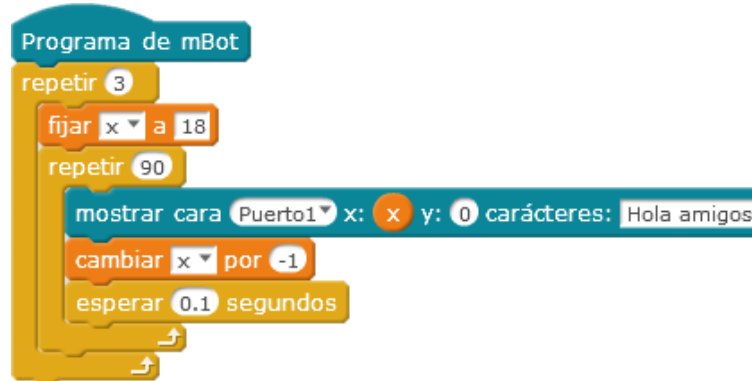 Programa de mBot
repetir 3
fijar x a 18
repetir 90
mostrar cara Puerto1 x: x y: 0 carácteres: Hola amigos
cambiar x por -1
esperar 0.1 segundos